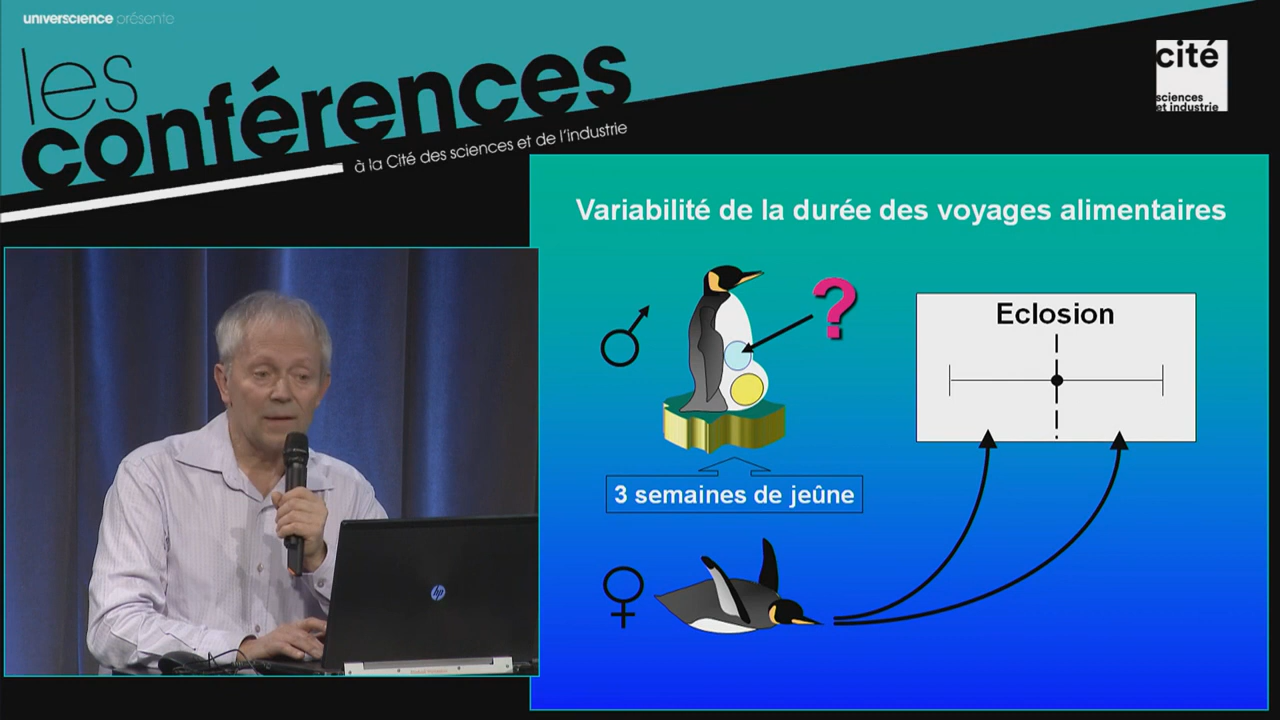 universcience présente
les
conférences
à la Cité des sciences et de l'industrie
cité
sciences
et industrie
Variabilité de la durée des voyages alimentaires
?
Eclosion
3 semaines de jeûne
hp